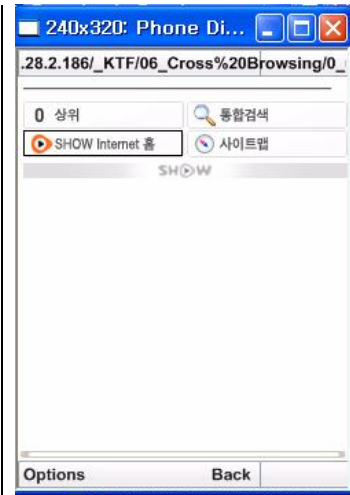 240x320: Phone Di...
.28.2.186/_KTF/06_Cross%20Browsing/0_
0 상위
통합검색
SHOW Internet 홈
사이트맵
SHOW
Options Back